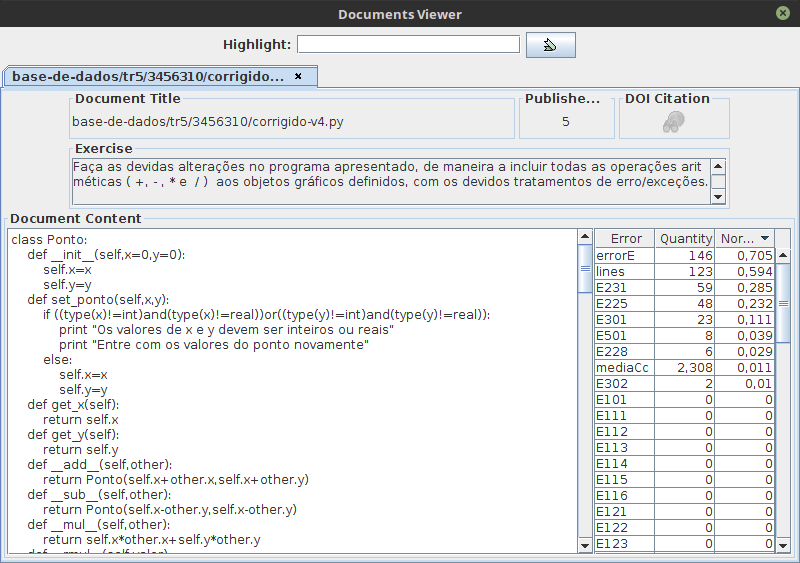 Documents Viewer
Highlight:
base-de-dados/tr5/3456310/corrigido... ×
Document Title
Publishe...
DOI Citation
base-de-dados/tr5/3456310/corrigido-v4.py
5
Exercise
Faça as devidas alterações no programa apresentado, de maneira a incluir todas as operações arit
méticas ( +, - , * e / ) aos objetos gráficos definidos, com os devidos tratamentos de erro/exceções.
Document Content
class Ponto:
def __init__(self,x=0,y=0):
self.x=x
self.y=y
def set_ponto(self,x,y):
if ((type(x)!=int)and(type(x)!=real))or((type(y)!=int)and(type(y)!=real)):
print "Os valores de x e y devem ser inteiros ou reais"
print "Entre com os valores do ponto novamente"
else:
self.x=x
self.y=y
def get_x(self):
return self.x
def get_y(self):
return self.y
def __add__(self,other):
return Ponto(self.x+other.x,self.x+other.y)
def __sub__(self,other):
return Ponto(self.x-other.y,self.x-other.y)
def __mul__(self,other):
return self.x*other.x+self.y*other.y
Error Quantity Nor...
errorE 146 0,705
lines 123 0,594
E231 59 0,285
E225 48 0,232
E301 23 0,111
E501 8 0,039
E228 6 0,029
mediaCc 2,308 0,011
E302 2 0,01
E101 0 0
E111 0 0
E112 0 0
E113 0 0
E114 0 0
E115 0 0
E116 0 0
E121 0 0
E122 0 0
E123 0 0